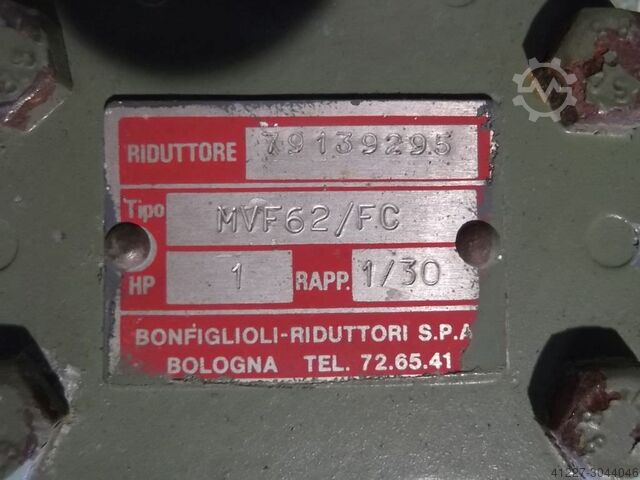 RIDUTTORE 79139295
Tipo MVF62/FC
HP 1 RAPP. 1/30
BONFIGLIOLI-RIDUTTORI S.P.A
BOLOGNA TEL. 72.65.41
41227-3044046